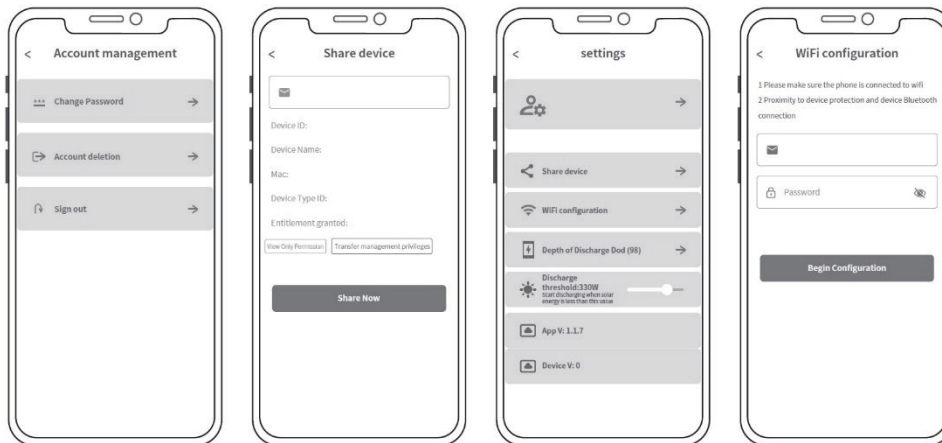 < Account management
Change Password
Account deletion
Sign out
< Share device
Device ID:
Device Name:
Mac:
Device Type ID:
Entitlement granted:
View Only Permission Transfer management privileges
Share Now
< settings
Share device
WiFi configuration
Depth of Discharge Dod (98)
Discharge
threshold:330W
Start discharging when solar
energy is less than this value
App V: 1.1.7
Device V: 0
< WiFi configuration
1 Please make sure the phone is connected to wifi
2 Proximity to device protection and device Bluetooth
connection
Password
Begin Configuration